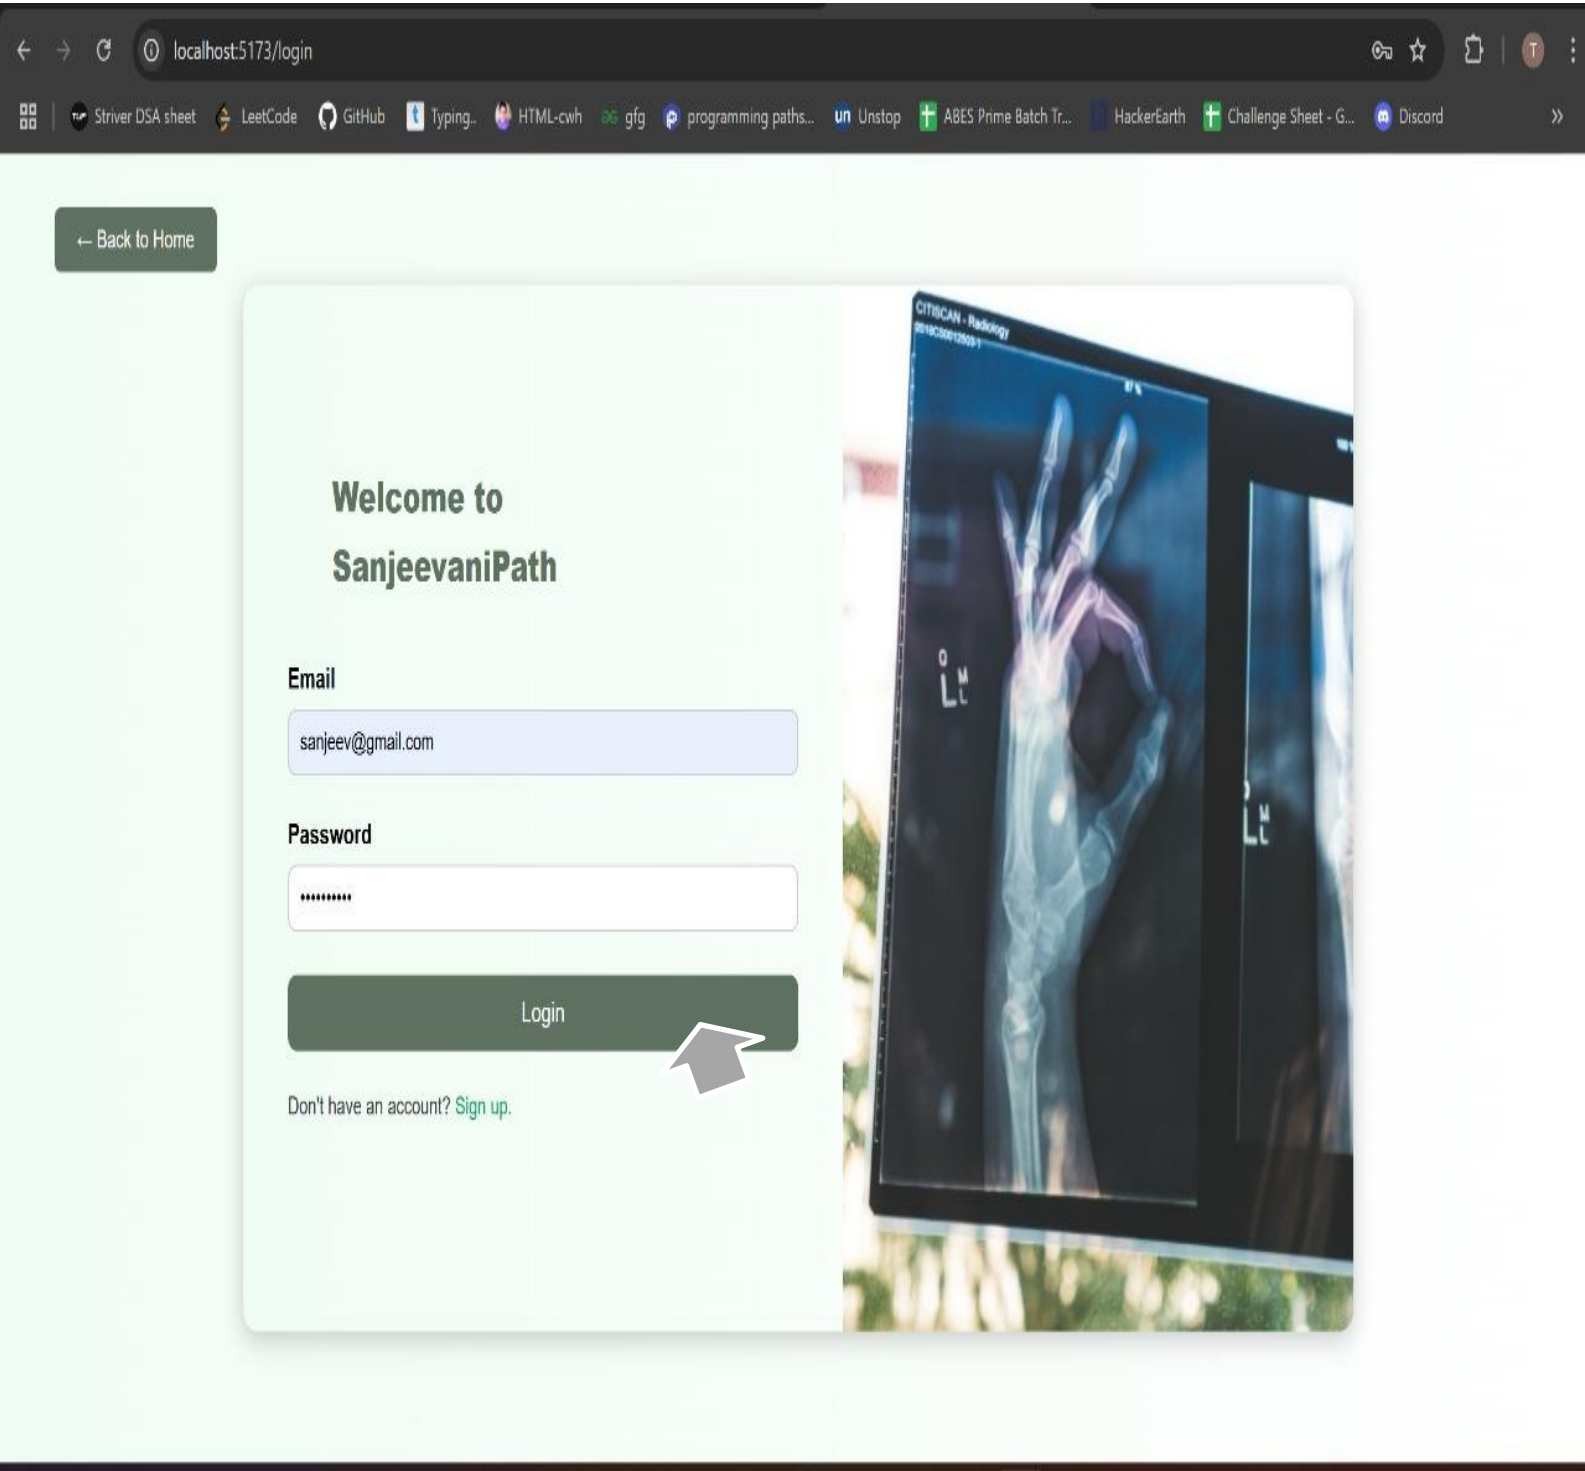 localhost:5173/login
T
Striver DSA sheet LeetCode GitHub t Typing.. HTML-cwh gfg programming paths... un Unstop ABES Prime Batch Tr... HackerEarth Challenge Sheet - G... Discord »
← Back to Home
CITISCAN - Radiology
Welcome to
SanjeevaniPath
Email
sanjeev@gmail.com
Password
••••••••••
Login
Don't have an account? Sign up.